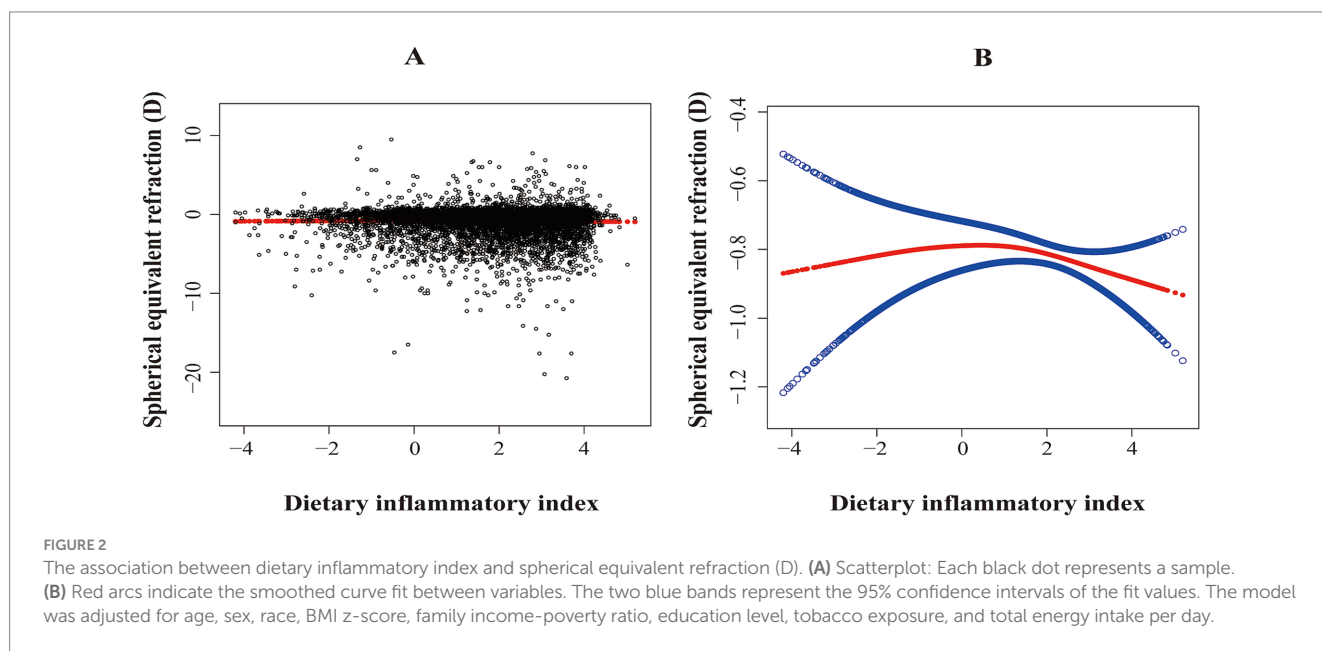 A
B
Spherical equivalent refraction (D)
10
0
−10
−20
−4
−2
0
2
4
Dietary inflammatory index
Spherical equivalent refraction (D)
−0.4
−0.6
−0.8
−1.0
−1.2
−4
−2
0
2
4
Dietary inflammatory index
FIGURE 2
The association between dietary inflammatory index and spherical equivalent refraction (D). (A) Scatterplot: Each black dot represents a sample.
(B) Red arcs indicate the smoothed curve fit between variables. The two blue bands represent the 95% confidence intervals of the fit values. The model
was adjusted for age, sex, race, BMI z-score, family income-poverty ratio, education level, tobacco exposure, and total energy intake per day.